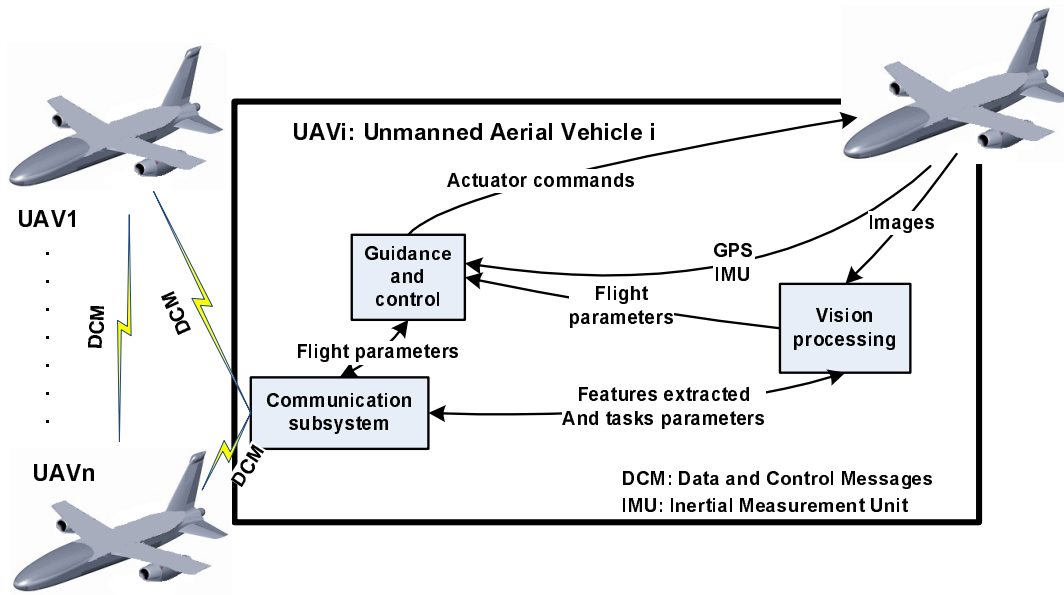 UAVi: Unmanned Aerial Vehicle i
Actuator commands
UAV1
Images
Guidance
and
control
GPS
IMU
DCM
DCM
Flight
parameters
Vision
processing
Flight parameters
Communication
subsystem
Features extracted
And tasks parameters
DCM
UAVn
DCM: Data and Control Messages
IMU: Inertial Measurement Unit